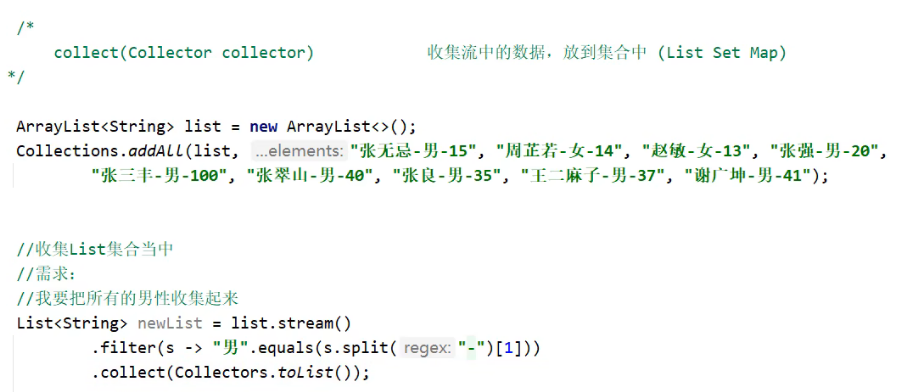 /*
collect(Collector collector) 收集流中的数据，放到集合中 (List Set Map)
*/
ArrayList<String> list = new ArrayList<>();
Collections.addAll(list, ...elements: "张无忌-男-15", "周芷若-女-14", "赵敏-女-13", "张强-男-20",
"张三丰-男-100", "张翠山-男-40", "张良-男-35", "王二麻子-男-37", "谢广坤-男-41");
//收集List集合当中
//需求：
//我要把所有的男性收集起来
List<String> newList = list.stream()
.filter(s -> "男".equals(s.split( regex: "-")[1]))
.collect(Collectors.toList());